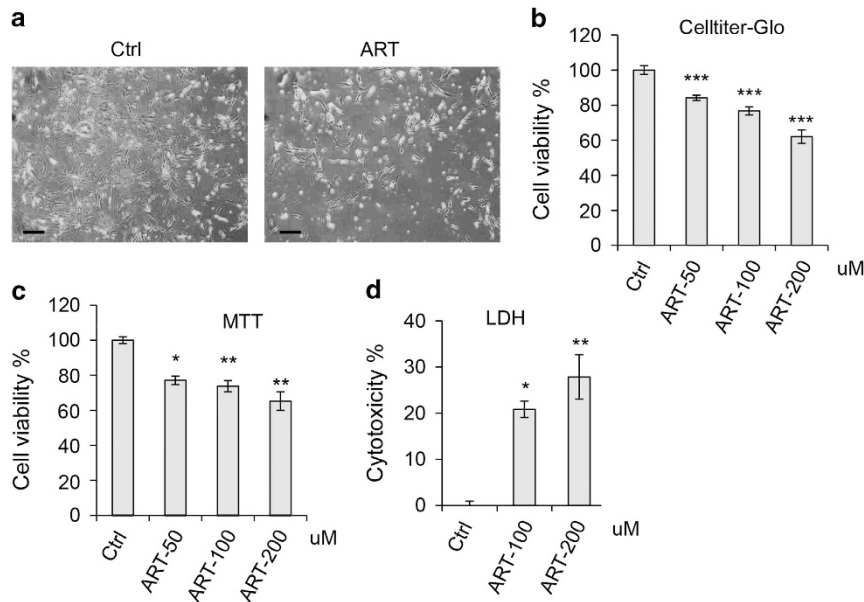 a
Ctrl
ART
b
Celltiter-Glo
Cell viability %
120
100
80
60
40
20
0
***
***
***
Ctrl
ART-50
ART-100
ART-200
uM
c
MTT
Cell viability %
120
100
80
60
40
20
0
*
**
**
Ctrl
ART-50
ART-100
ART-200
uM
d
LDH
Cytotoxicity %
40
30
20
10
0
*
**
Ctrl
ART-100
ART-200
uM